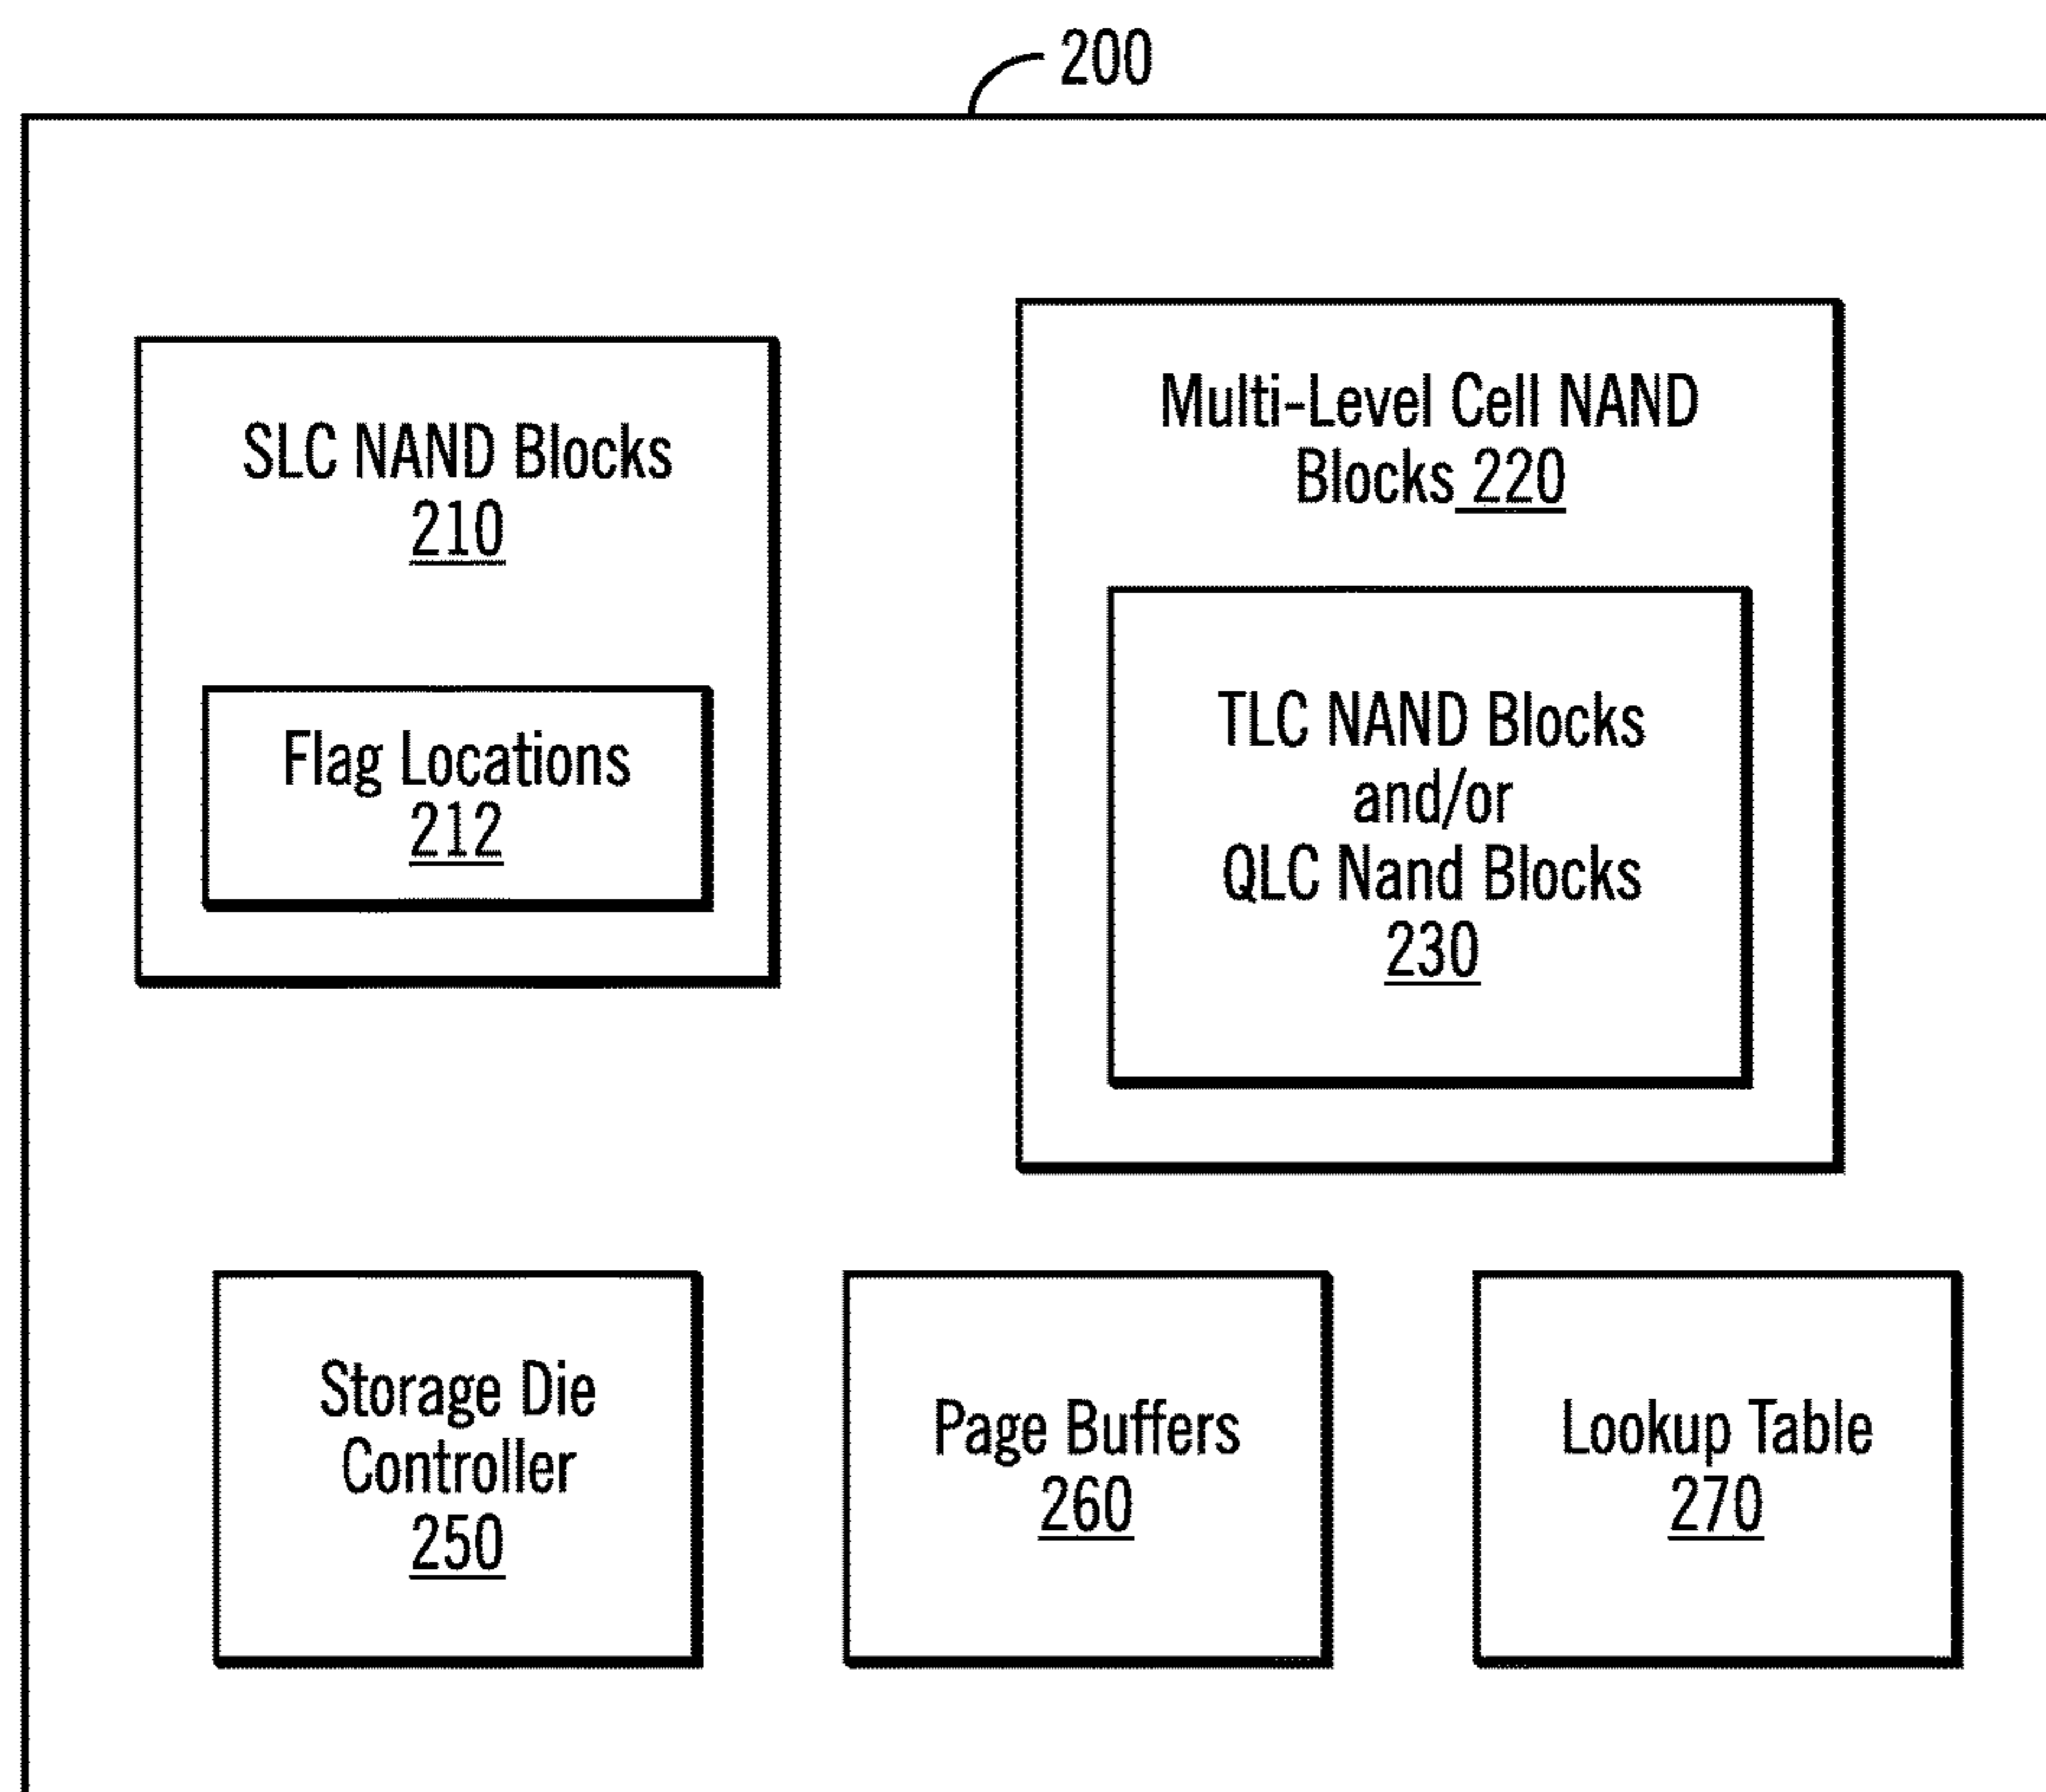 200
SLC NAND Blocks
210
Flag Locations
212
Multi-Level Cell NAND
Blocks 220
TLC NAND Blocks
and/or
QLC Nand Blocks
230
Storage Die
Controller
250
Page Buffers
260
Lookup Table
270